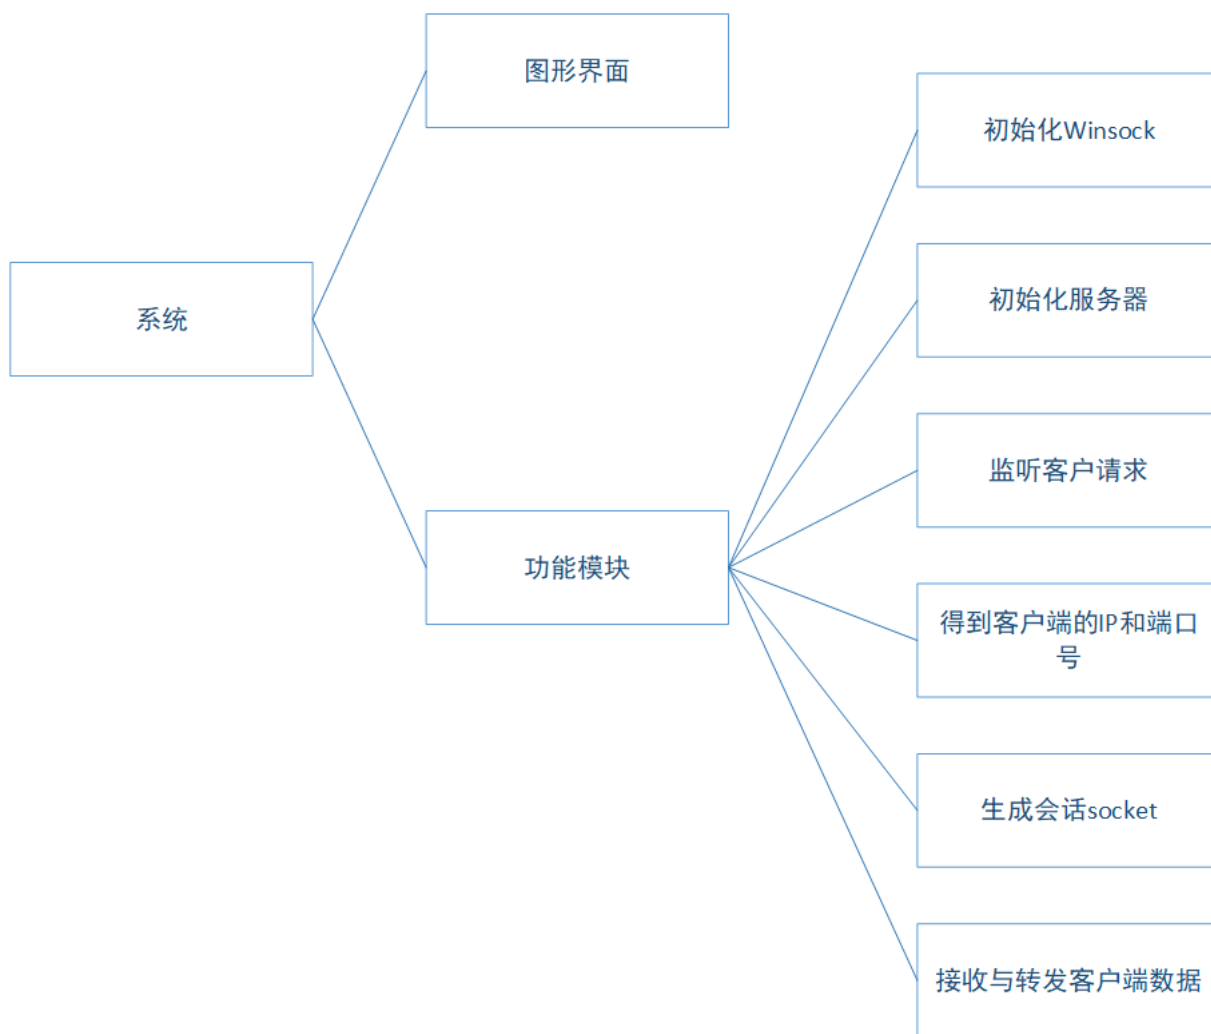 图形界面
初始化Winsock
初始化服务器
系统
监听客户请求
功能模块
得到客户端的IP和端口
号
生成会话socket
接收与转发客户端数据